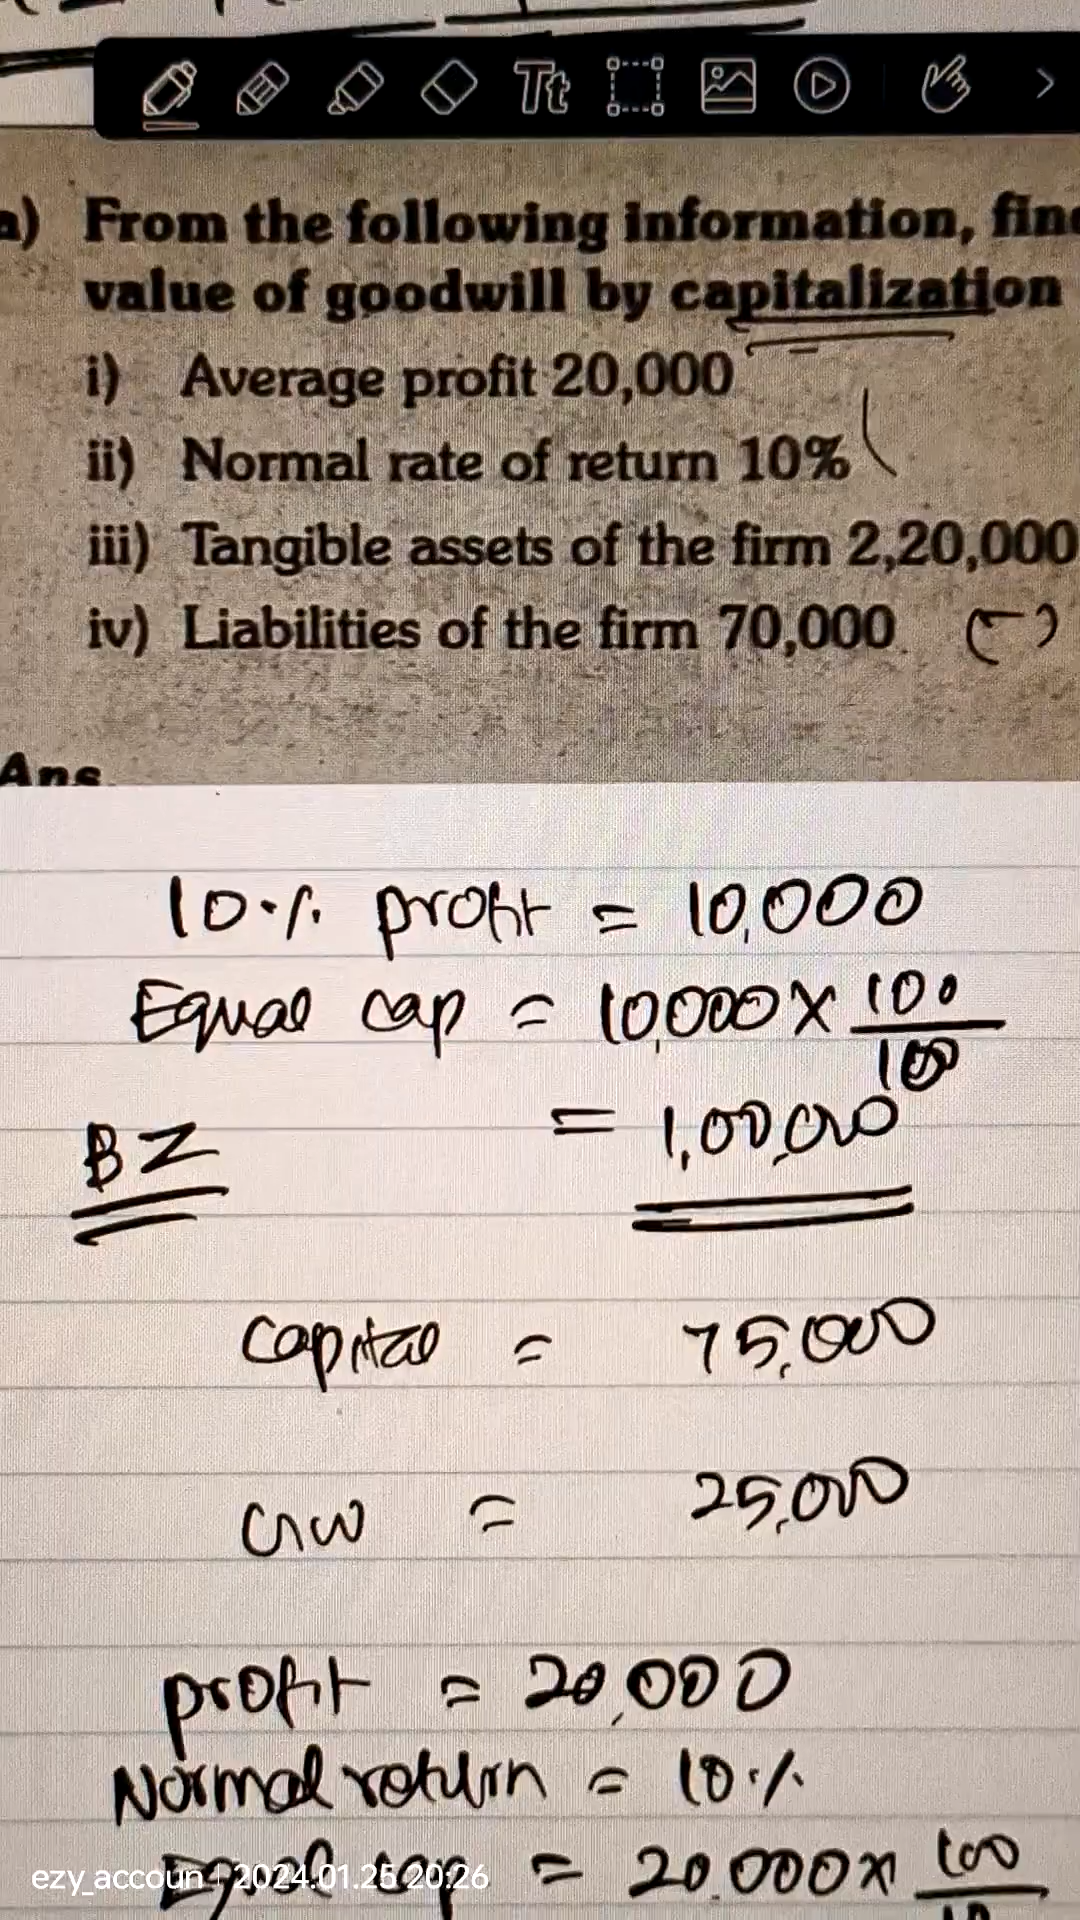 Tt
a) From the following information, find
value of goodwill by capitalization
i) Average profit 20,000
ii) Normal rate of return 10%
iii) Tangible assets of the firm 2,20,000
iv) Liabilities of the firm 70,000 (-)
Ans.
10% profit = 10,000
Equal cap = 10,000 X 100
= 1,00,000
BZ
capital = 75,000
GW = 25,000
profit = 20,000
Normal return = 10%
Equal cap = 20.000 x 100
10
ezy_accoun 2024.01.25 20:26